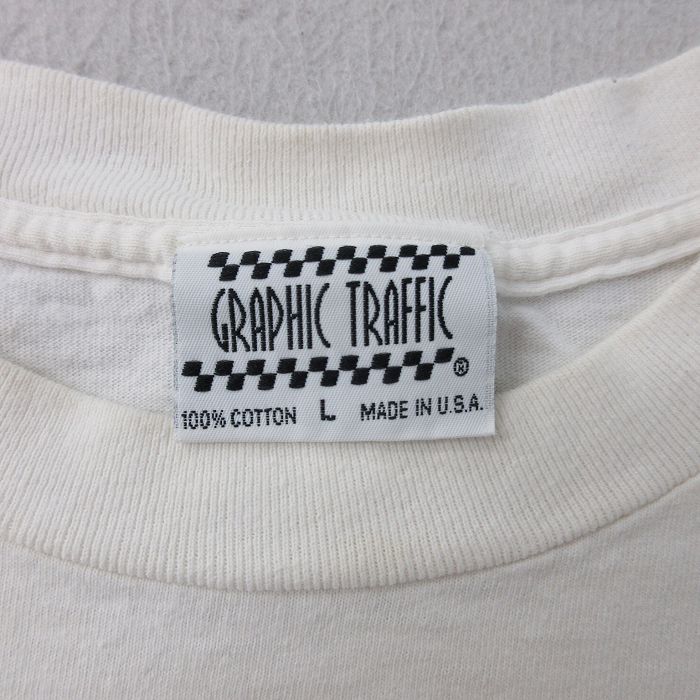 GRAPHIC TRAFFIC
®
100% COTTON L MADE IN U.S.A.